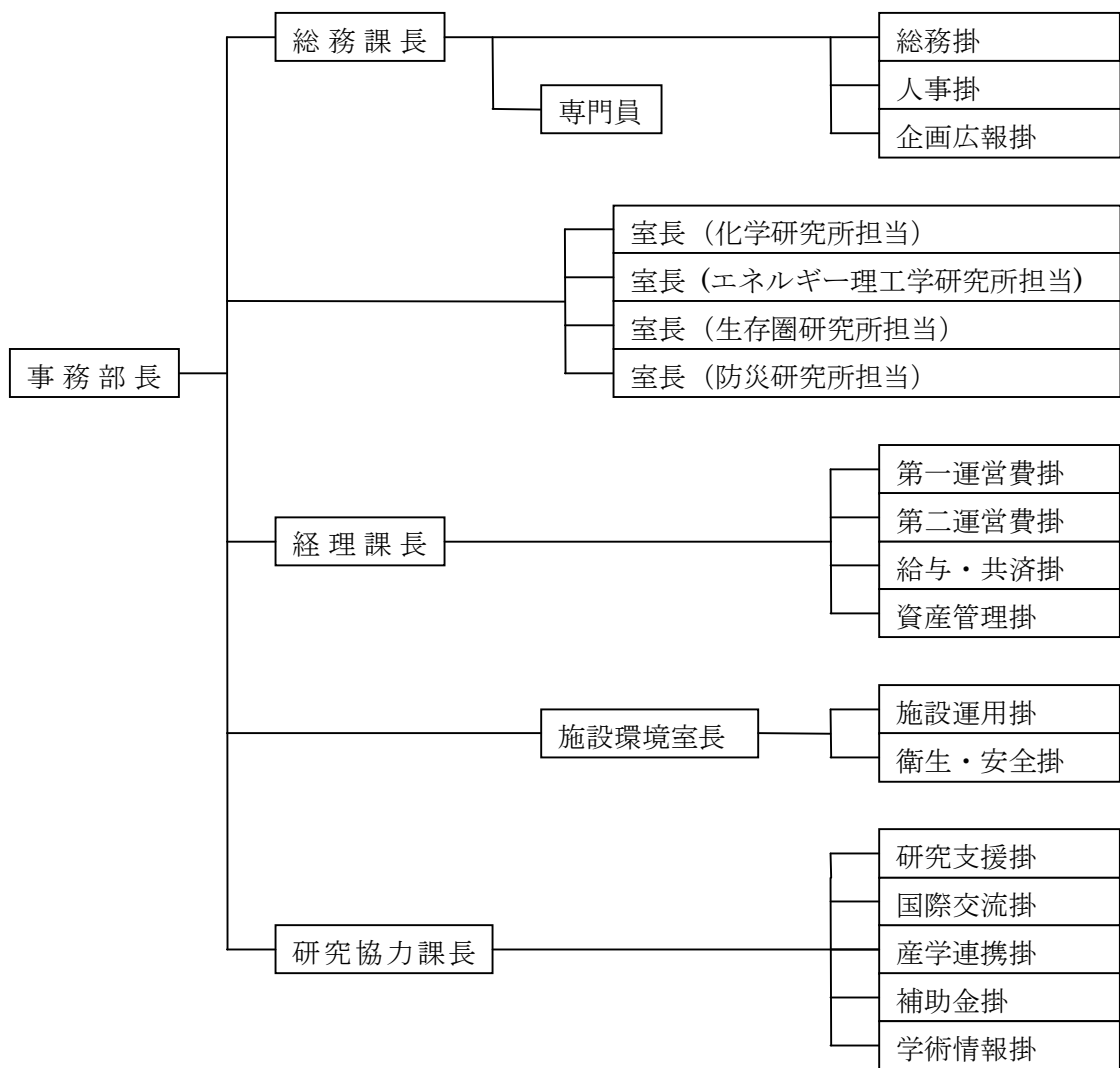 総務課長
総務掛
人事掛
専門員
企画広報掛
室長（化学研究所担当）
室長（エネルギー理工学研究所担当）
室長（生存圏研究所担当）
室長（防災研究所担当）
事務部長
第一運営費掛
第二運営費掛
経理課長
給与・共済掛
資産管理掛
施設環境室長
施設運用掛
衛生・安全掛
研究支援掛
国際交流掛
研究協力課長
産学連携掛
補助金掛
学術情報掛